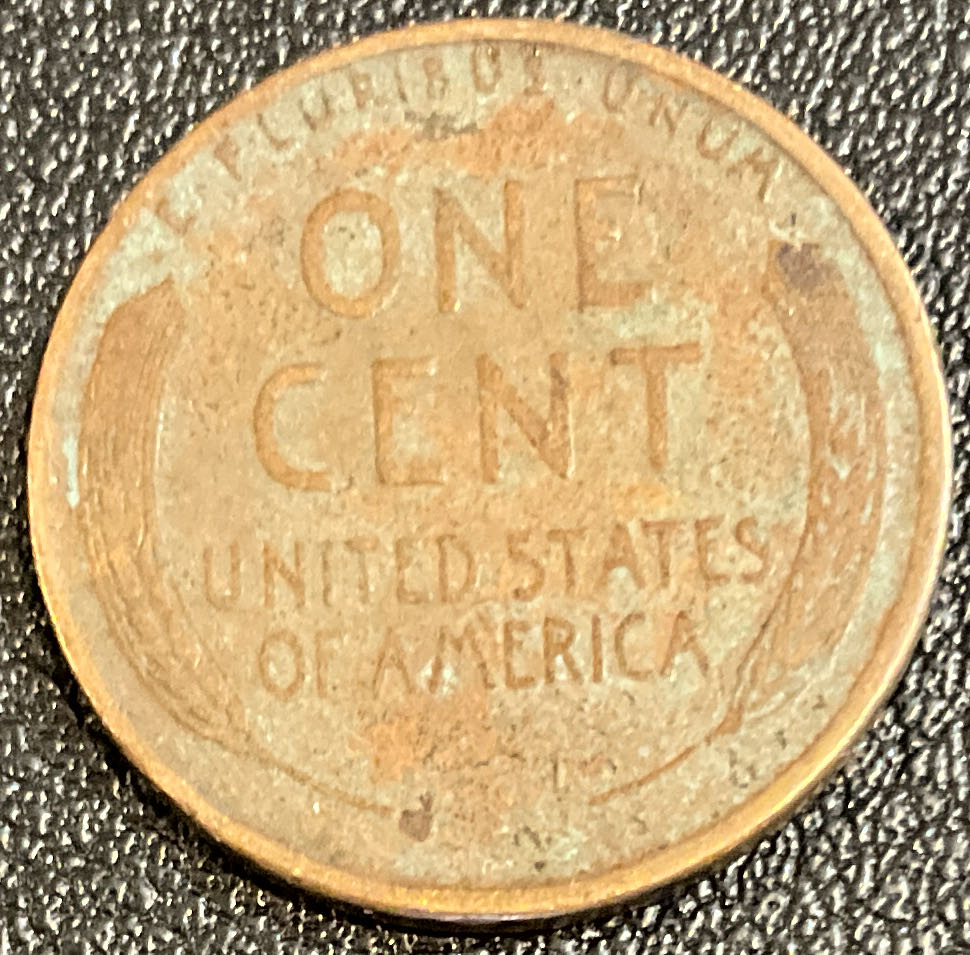 E PLURIBUS UNUM
ONE
CENT
UNITED STATES
OF AMERICA